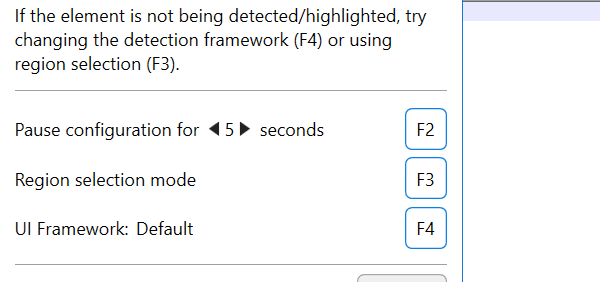 If the element is not being detected/highlighted, try
changing the detection framework (F4) or using
region selection (F3).
Pause configuration for ◀ 5 ▶ seconds F2
Region selection mode F3
UI Framework: Default F4